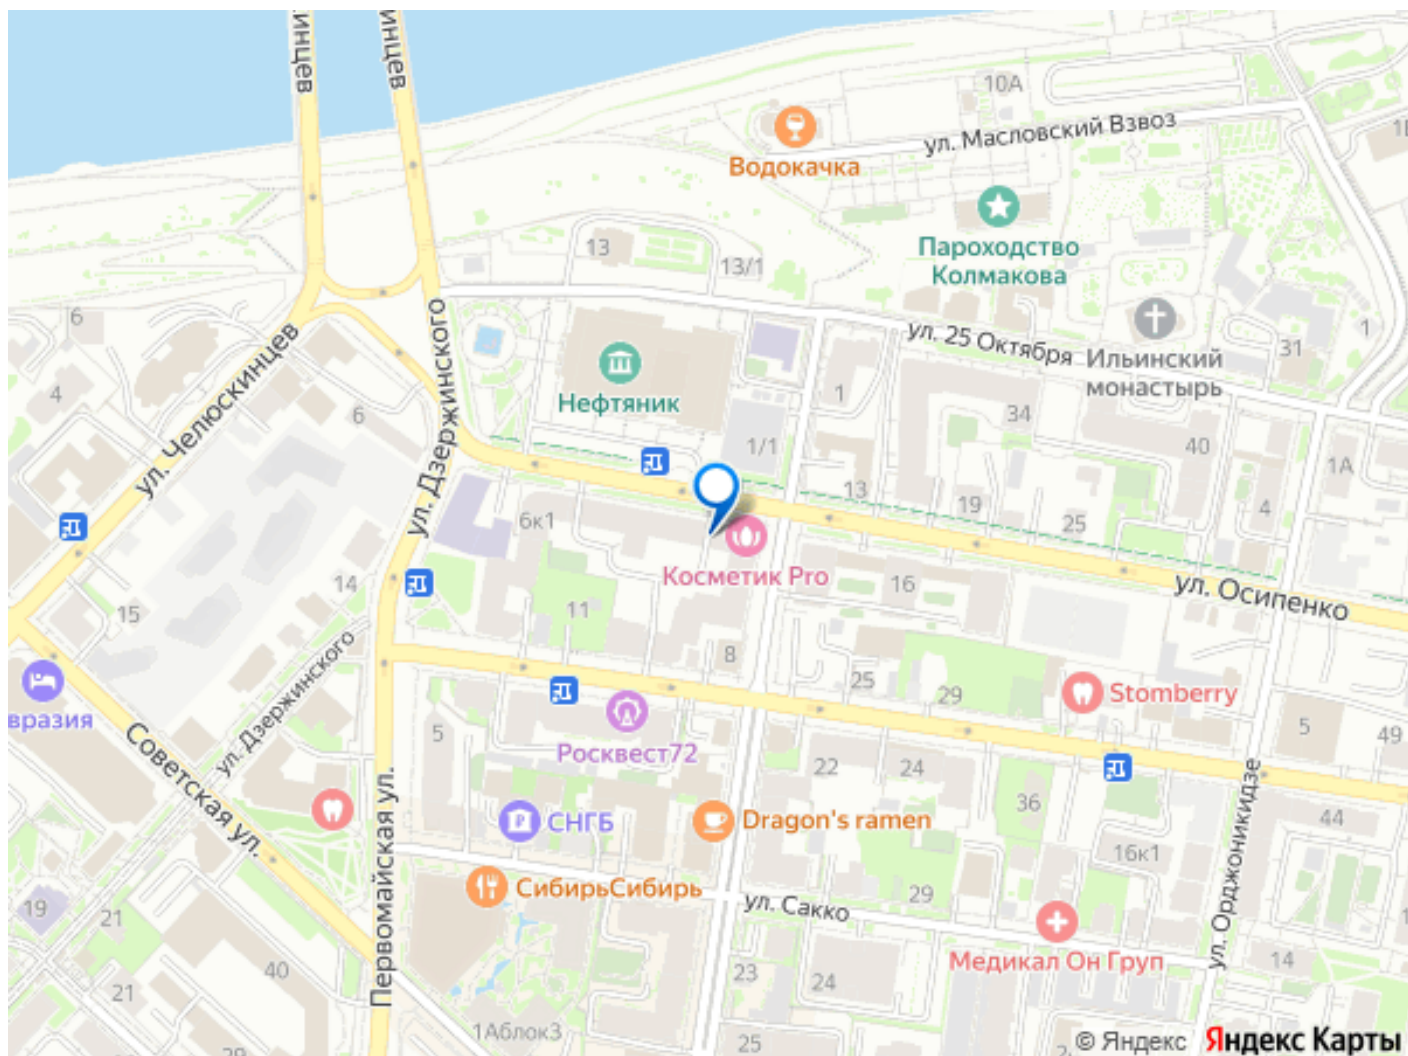 кинцев
кинцев
10А
ул. Масловский Взвоз
Водокачка
Пароходство
Колмакова
13
13/1
ул. 25 Октября
Ильинский
монастырь
31
1
6
ул. Челюскинцев
ул. Дзержинского
Нефтяник
4
6
1
34
40
1/1
1А
13
19
25
4
6к1
Косметик Pro
16
ул. Осипенко
14
15
11
8
25
29
Stomberry
вразия
ул. Дзержинского
5
Росквест72
5
49
Советская ул.
22
24
Первомайская ул.
СНГБ
Dragon's ramen
36
44
ул. Орджоникидзе
16к1
СибирьСибирь
ул. Сакко
29
19
21
Медикал Он Груп
40
23
24
14
21
1Аблок3
25
29
© Яндекс Яндекс Карты